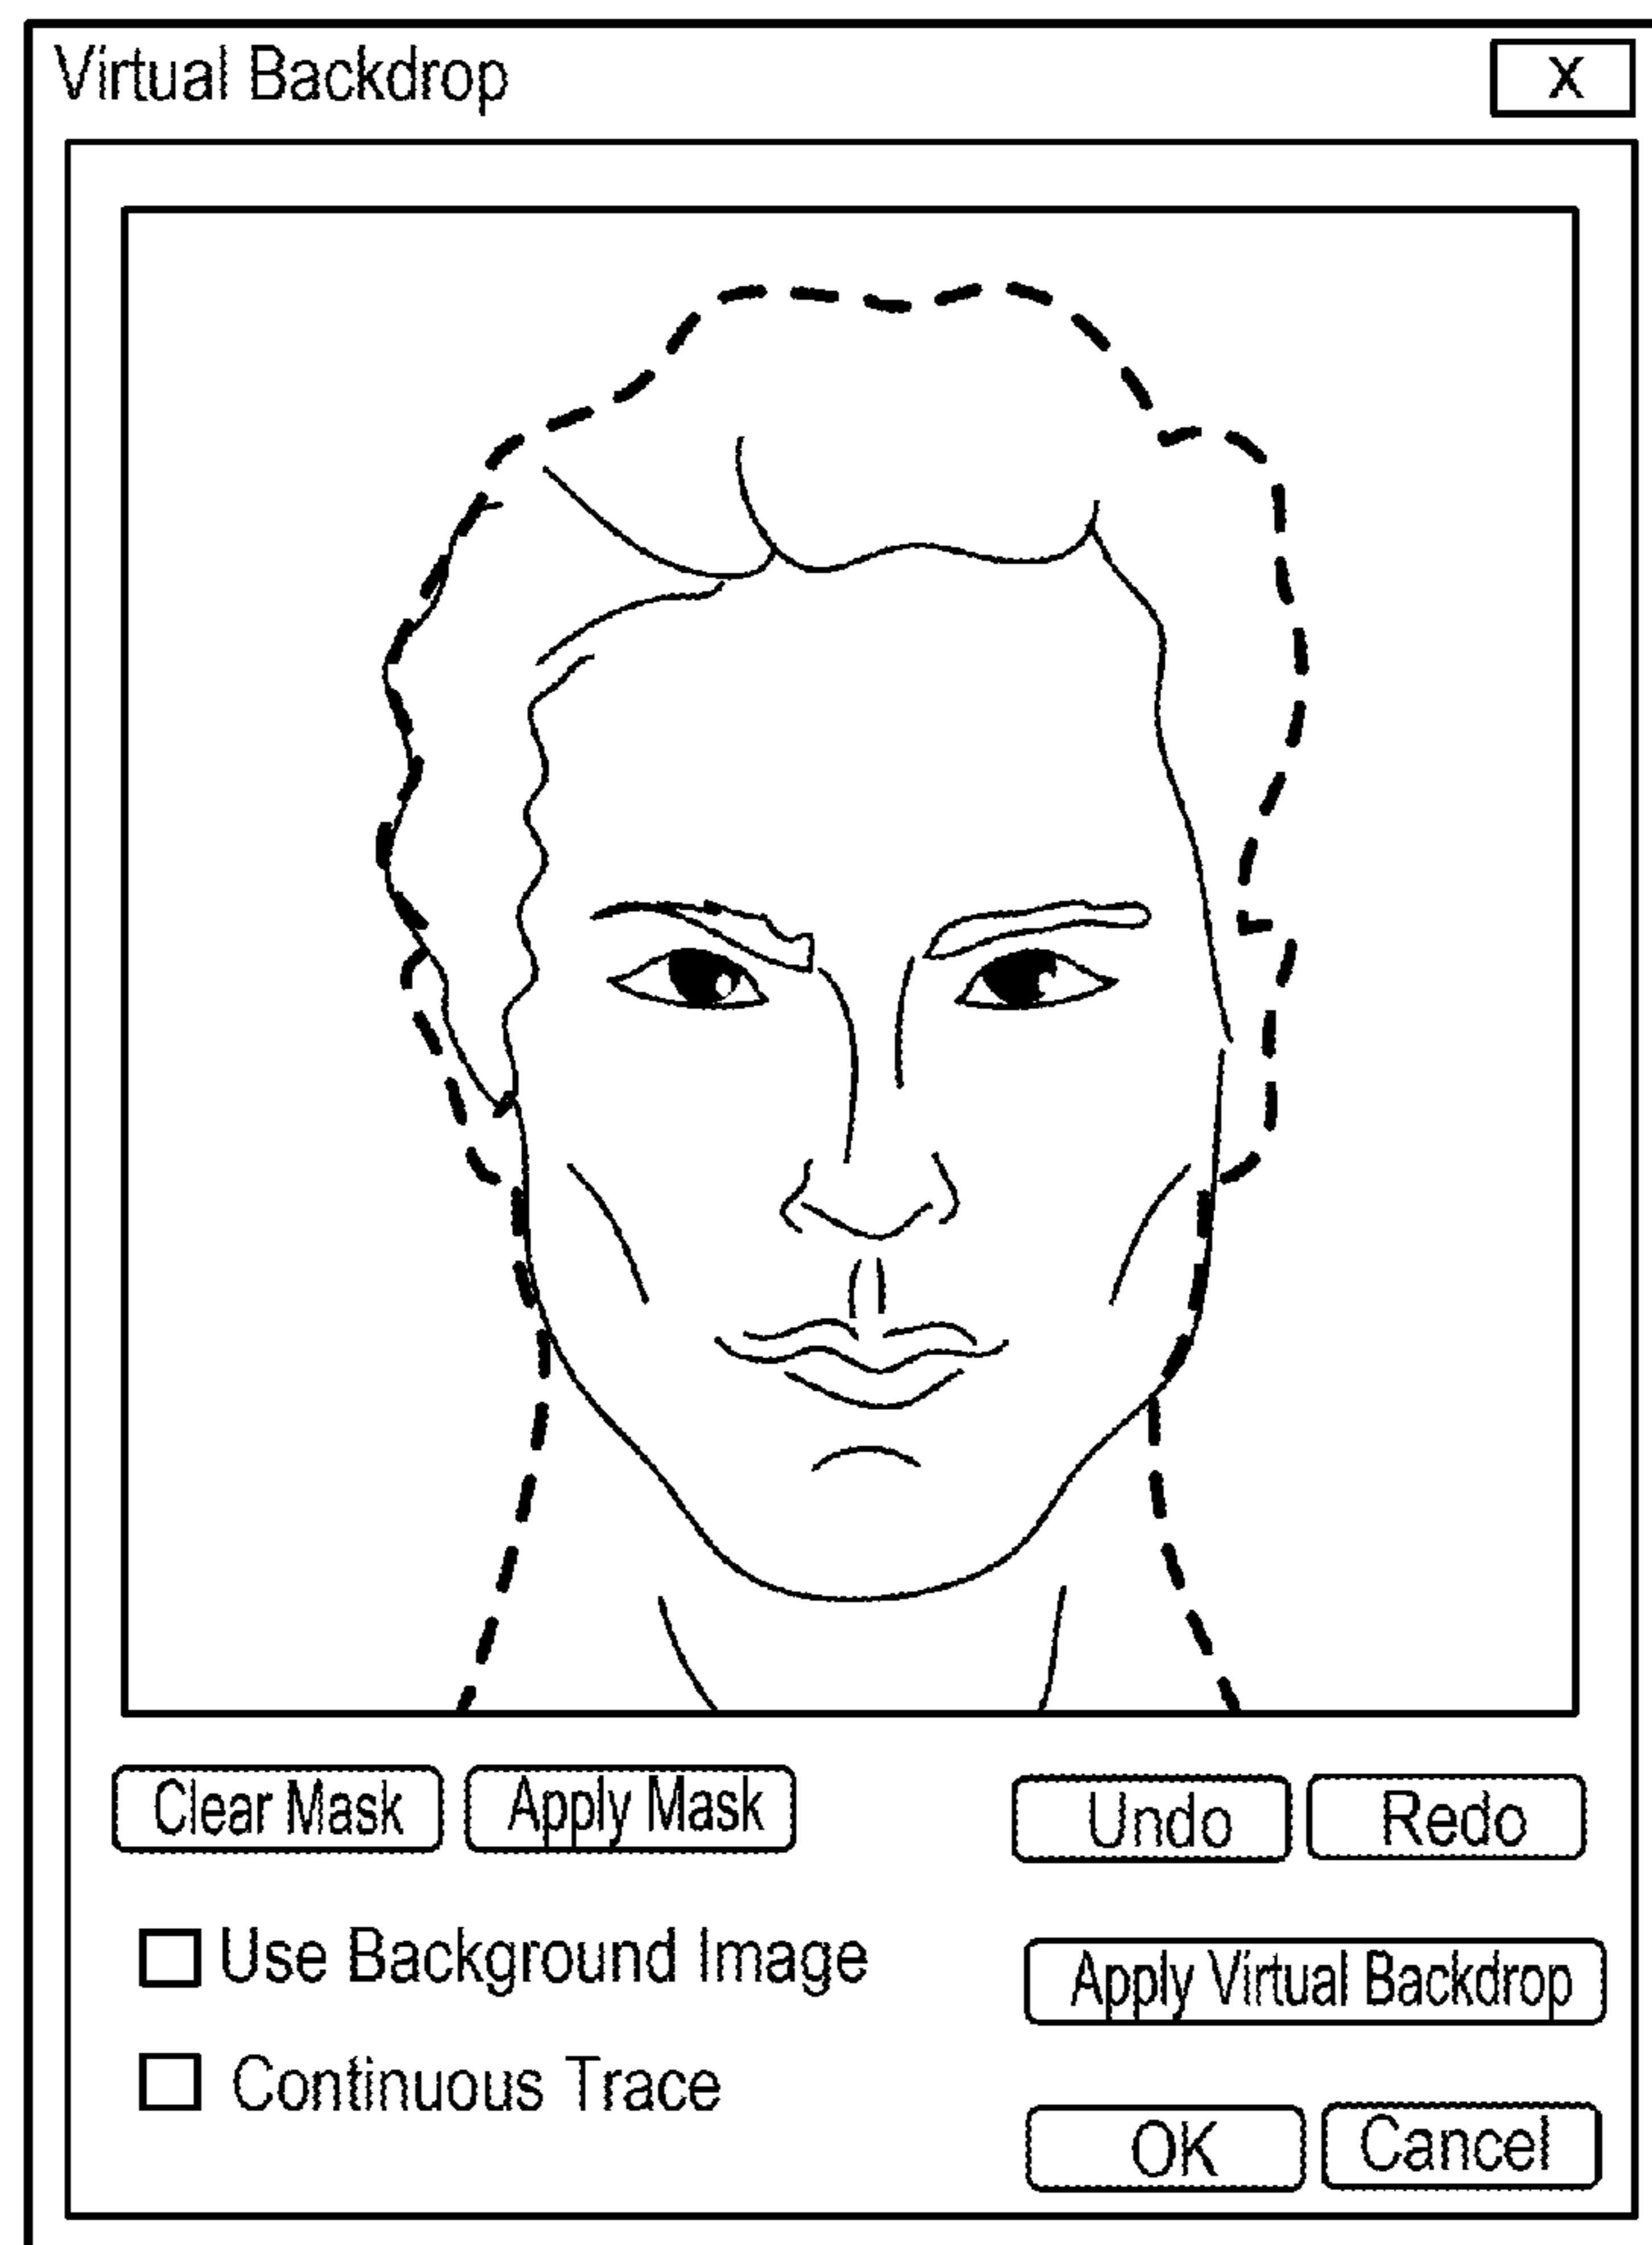 Virtual Backdrop X
Clear Mask Apply Mask Undo Redo
Use Background Image Apply Virtual Backdrop
Continuous Trace
OK Cancel